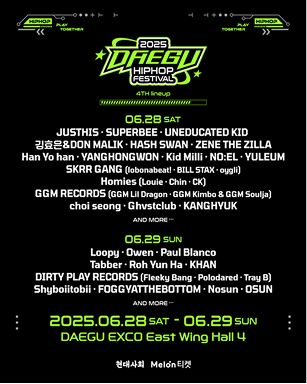 HIPHOP
PLAY TOGETHER
PLAY TOGETHER
HIPHOP
2025
DAEGU
HIPHOP
FESTIVAL
4TH lineup
06.28 SAT
JUSTHIS · SUPERBEE · UNEDUCATED KID
김효은&DON MALIK · HASH SWAN · ZENE THE ZILLA
Han Yo han · YANGHONGWON · Kid Milli · NO:EL · YULEUM
SKRR GANG (lobonabeat! · BILL STAX · oygli)
Homies (Louie · Chin · CK)
GGM RECORDS (GGM Lil Dragon · GGM Kimbo & GGM Soulja)
choi seong · Ghvstclub · KANGHYUK
AND MORE ···
06.29 SUN
Loopy · Owen · Paul Blanco
Tabber · Roh Yun Ha · KHAN
DIRTY PLAY RECORDS (Fleeky Bang · Polodared · Tray B)
Shyboiitobii · FOGGYATTHEBOTTOM · Nosun · OSUN
AND MORE ···
2025.06.28 SAT - 06.29 SUN
DAEGU EXCO East Wing Hall 4
현태사회 Melon티켓